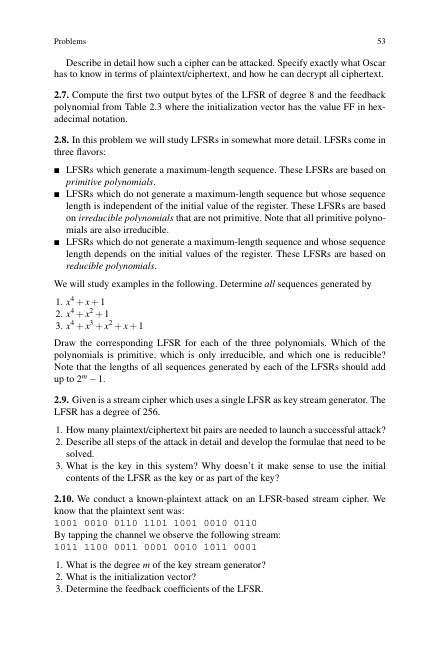 Problems 53
Describe in detail how such a cipher can be attacked. Specify exactly what Oscar
has to know in terms of plaintext/ciphertext, and how he can decrypt all ciphertext.
2.7. Compute the first two output bytes of the LFSR of degree 8 and the feedback
polynomial from Table 2.3 where the initialization vector has the value FF in hex-
adecimal notation.
2.8. In this problem we will study LFSRs in somewhat more detail. LFSRs come in
three flavors:
■ LFSRs which generate a maximum-length sequence. These LFSRs are based on
primitive polynomials.
■ LFSRs which do not generate a maximum-length sequence but whose sequence
length is independent of the initial value of the register. These LFSRs are based
on irreducible polynomials that are not primitive. Note that all primitive polyno-
mials are also irreducible.
■ LFSRs which do not generate a maximum-length sequence and whose sequence
length depends on the initial values of the register. These LFSRs are based on
reducible polynomials.
We will study examples in the following. Determine all sequences generated by
1. x⁴ + x + 1
2. x⁴ + x² + 1
3. x⁴ + x³ + x² + x + 1
Draw the corresponding LFSR for each of the three polynomials. Which of the
polynomials is primitive, which is only irreducible, and which one is reducible?
Note that the lengths of all sequences generated by each of the LFSRs should add
up to 2ᵐ − 1.
2.9. Given is a stream cipher which uses a single LFSR as key stream generator. The
LFSR has a degree of 256.
1. How many plaintext/ciphertext bit pairs are needed to launch a successful attack?
2. Describe all steps of the attack in detail and develop the formulae that need to be
solved.
3. What is the key in this system? Why doesn't it make sense to use the initial
contents of the LFSR as the key or as part of the key?
2.10. We conduct a known-plaintext attack on an LFSR-based stream cipher. We
know that the plaintext sent was:
1001 0010 0110 1101 1001 0010 0110
By tapping the channel we observe the following stream:
1011 1100 0011 0001 0010 1011 0001
1. What is the degree m of the key stream generator?
2. What is the initialization vector?
3. Determine the feedback coefficients of the LFSR.